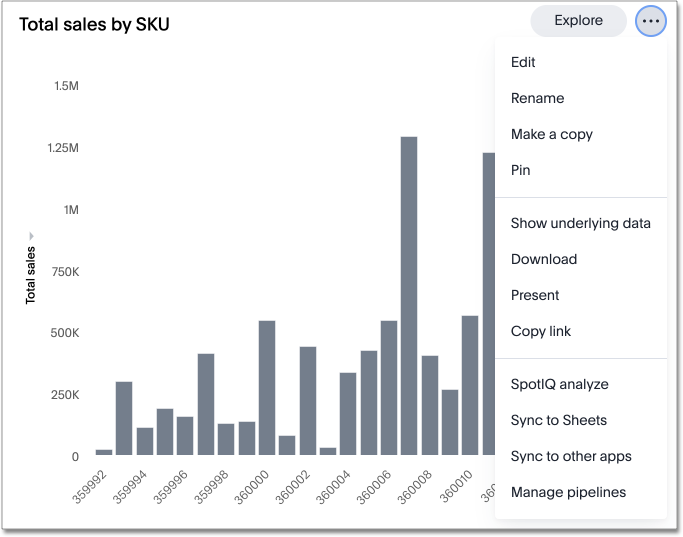 Total sales by SKU
Explore
Edit
Rename
Make a copy
Pin
Show underlying data
Download
Present
Copy link
SpotIQ analyze
Sync to Sheets
Sync to other apps
Manage pipelines
Total sales
1.5M
1.25M
1M
750K
500K
250K
0
359992
359994
359996
359998
360000
360002
360004
360006
360008
360010